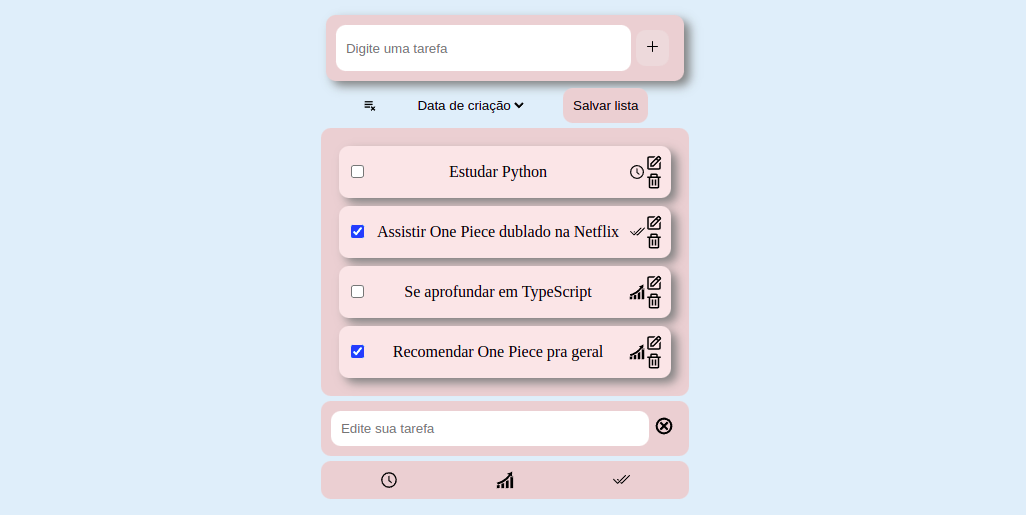 Digite uma tarefa
Data de criação
Salvar lista
Estudar Python
Assistir One Piece dublado na Netflix
Se aprofundar em TypeScript
Recomendar One Piece pra geral
Edite sua tarefa